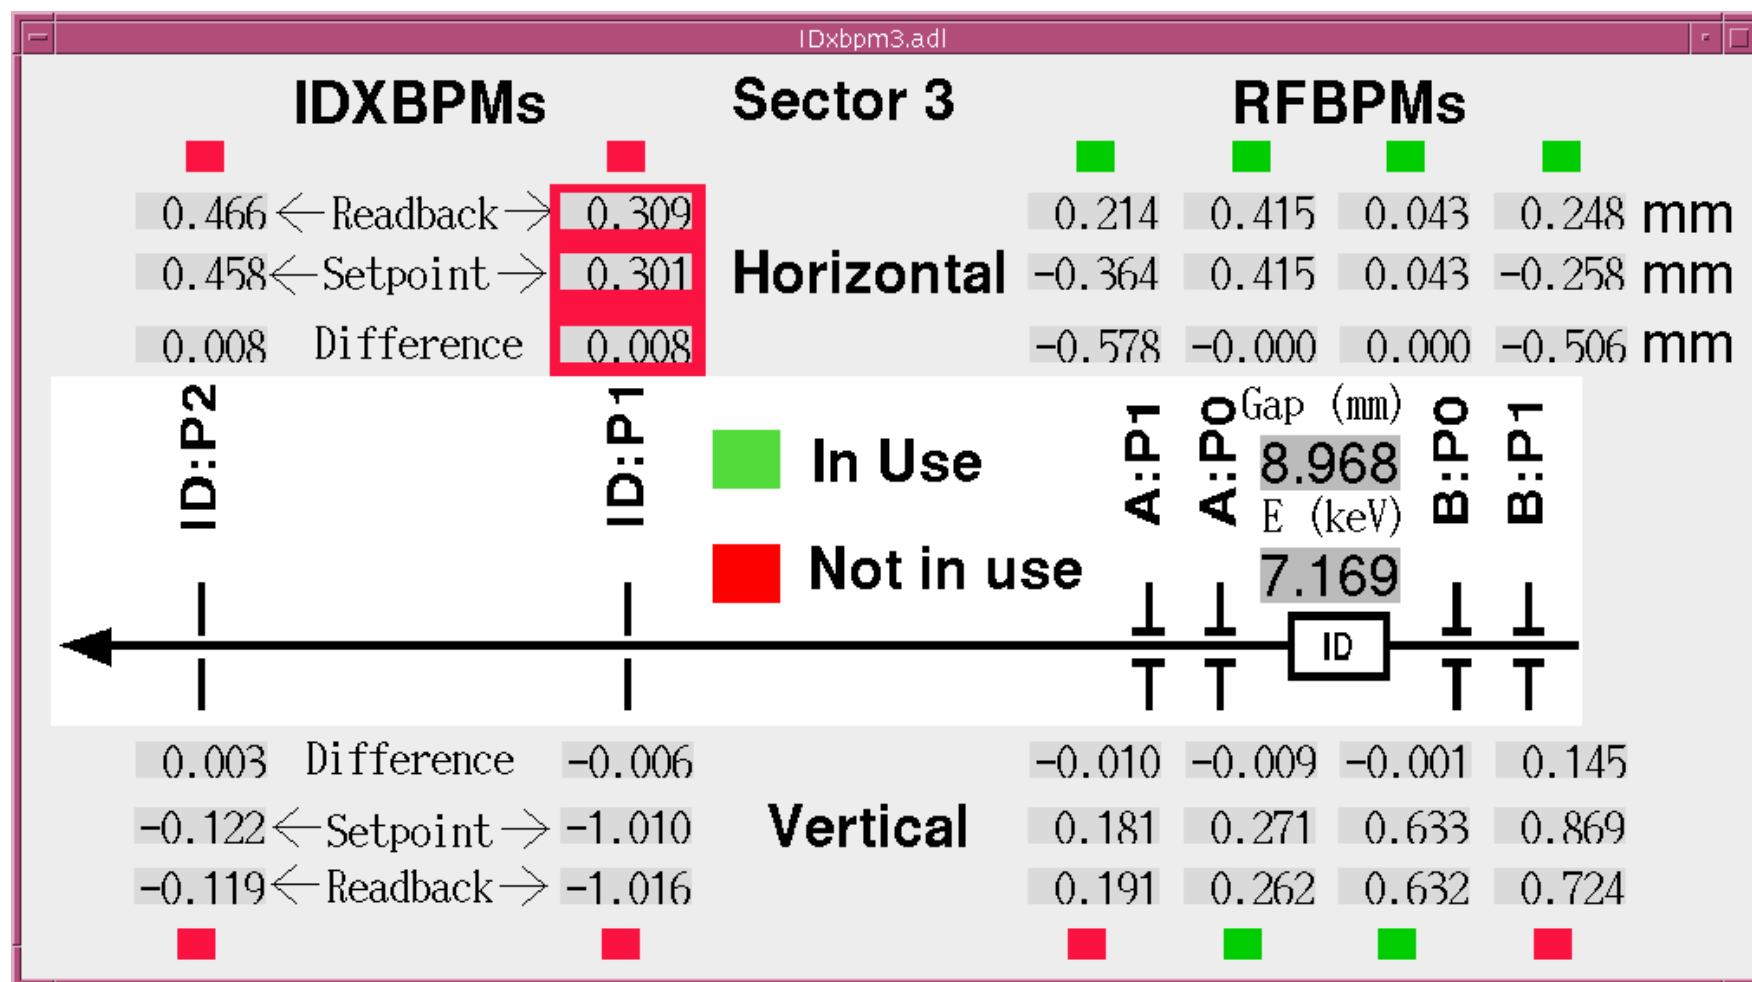 IDxbpm3.adl
IDXBPMs Sector 3 RFBPMs
0.466 Readback 0.309 0.214 0.415 0.043 0.248 mm
0.458 Setpoint 0.301 Horizontal -0.364 0.415 0.043 -0.258 mm
0.008 Difference 0.008 -0.578 -0.000 0.000 -0.506 mm
ID:P2 ID:P1 A:P1 A:P0 Gap (mm) B:P0 B:P1
In Use 8.968
E (keV)
Not in use 7.169
ID
0.003 Difference -0.006 -0.010 -0.009 -0.001 0.145
-0.122 Setpoint -1.010 Vertical 0.181 0.271 0.633 0.869
-0.119 Readback -1.016 0.191 0.262 0.632 0.724